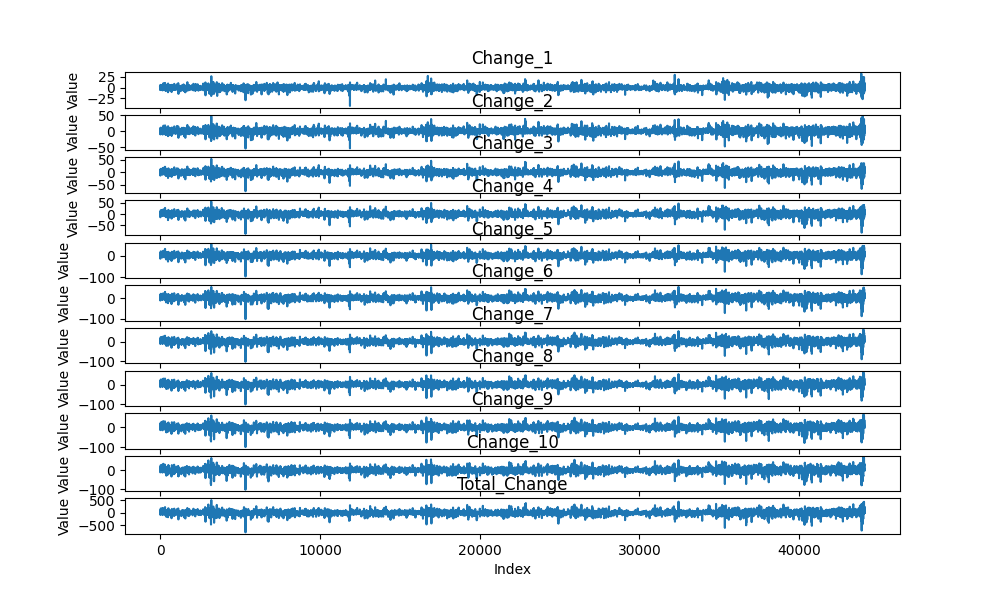 Change_1
Value
25
0
−25
Change_2
Value
50
0
−50
Change_3
Value
50
0
−50
Change_4
Value
50
0
−50
Change_5
Value
0
−100
Change_6
Value
0
−100
Change_7
Value
0
−100
Change_8
Value
0
−100
Change_9
Value
0
−100
Change_10
Value
0
−100
Total_Change
Value
500
0
−500
0 10000 20000 30000 40000
Index